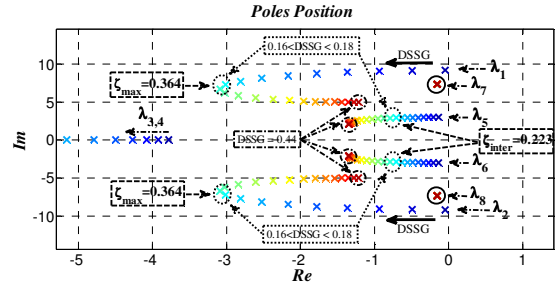 Poles Position
0.16<DSSG < 0.18
DSSG
λ1
ζmax=0.364
λ7
λ3,4
λ5
DSSG=0.44
ζinter=0.223
λ6
ζmax=0.364
λ8
λ2
0.16<DSSG < 0.18
DSSG
10
5
0
-5
-10
Im
-5
-4
-3
-2
-1
0
Re